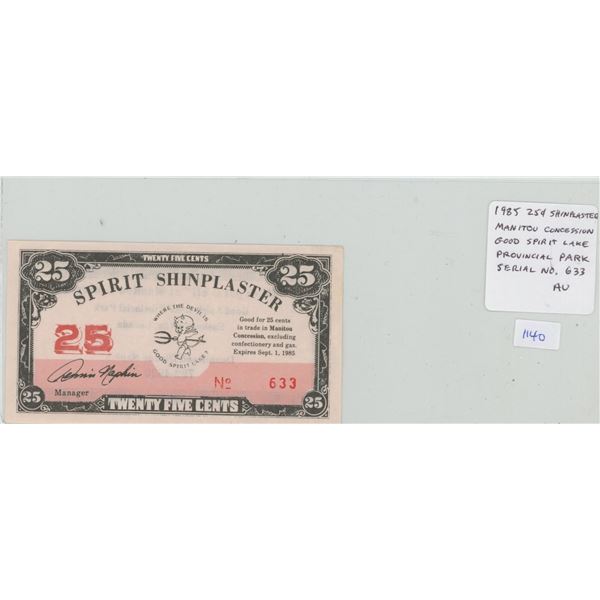 TWENTY FIVE CENTS
25
25
SPIRIT SHINPLASTER
WHERE THE DEVIL IS
GOOD SPIRIT LAKE?
25
Good for 25 cents
in trade in Manitou
Concession, excluding
confectionery and gas.
Expires Sept. 1, 1985
Manager
No 633
25
TWENTY FIVE CENTS
25
1985 25¢ SHINPLASTER
MANITOU CONCESSION
GOOD SPIRIT LAKE
PROVINCIAL PARK
SERIAL NO. 633
AU
1140